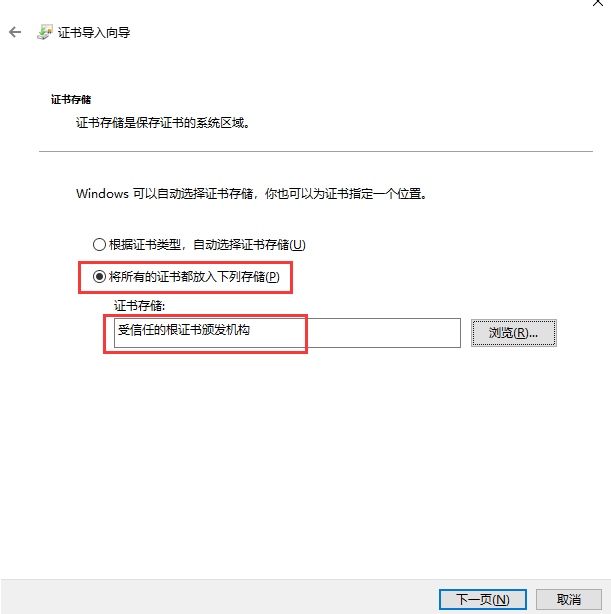 证书导入向导
证书存储
证书存储是保存证书的系统区域。
Windows 可以自动选择证书存储，你也可以为证书指定一个位置。
根据证书类型，自动选择证书存储(U)
将所有的证书都放入下列存储(P)
证书存储:
受信任的根证书颁发机构
浏览(R)...
下一页(N)
取消